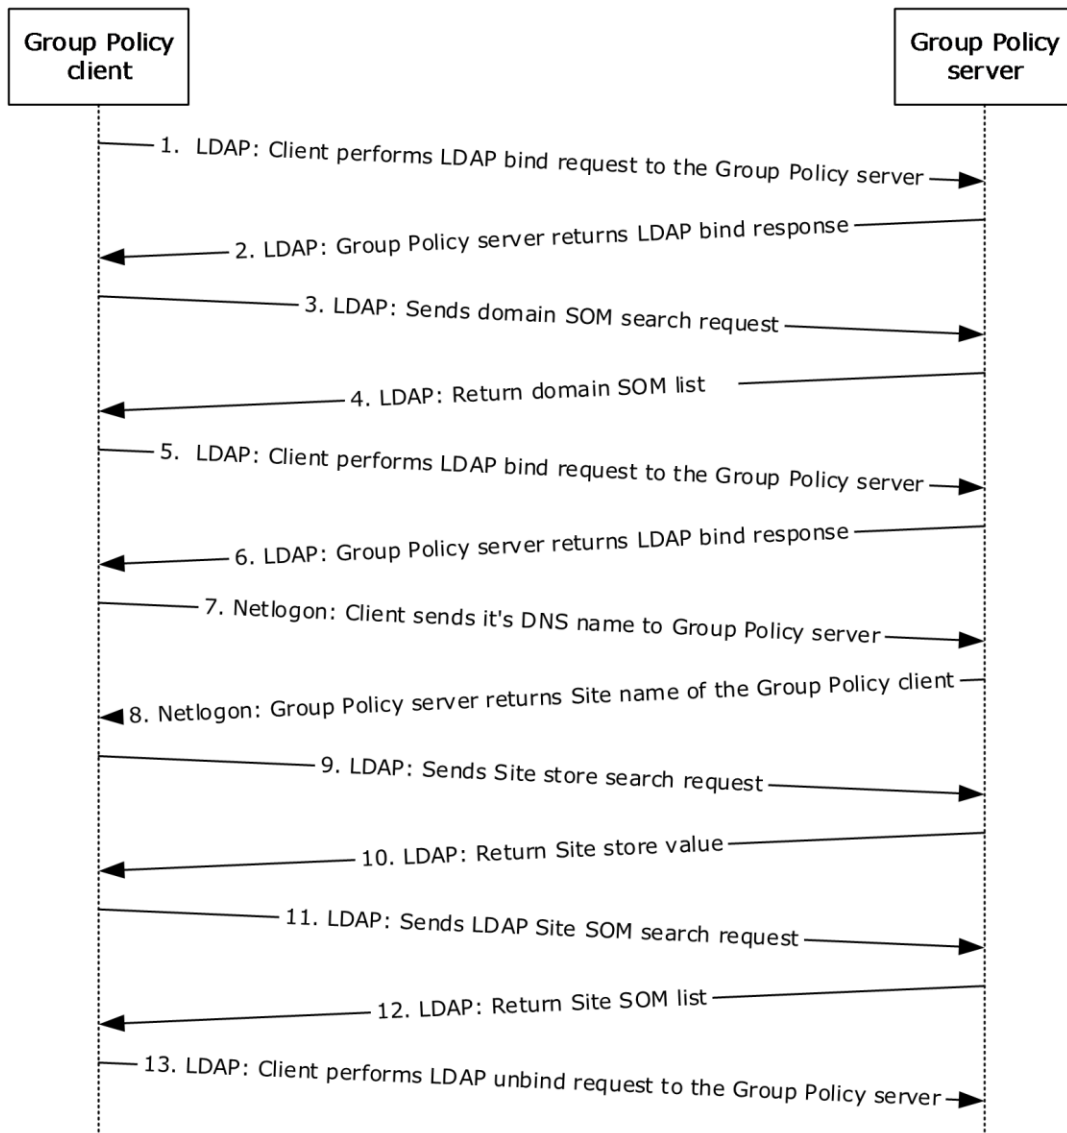 Group Policy
client
Group Policy
server
1. LDAP: Client performs LDAP bind request to the Group Policy server
2. LDAP: Group Policy server returns LDAP bind response
3. LDAP: Sends domain SOM search request
4. LDAP: Return domain SOM list
5. LDAP: Client performs LDAP bind request to the Group Policy server
6. LDAP: Group Policy server returns LDAP bind response
7. Netlogon: Client sends it's DNS name to Group Policy server
8. Netlogon: Group Policy server returns Site name of the Group Policy client
9. LDAP: Sends Site store search request
10. LDAP: Return Site store value
11. LDAP: Sends LDAP Site SOM search request
12. LDAP: Return Site SOM list
13. LDAP: Client performs LDAP unbind request to the Group Policy server